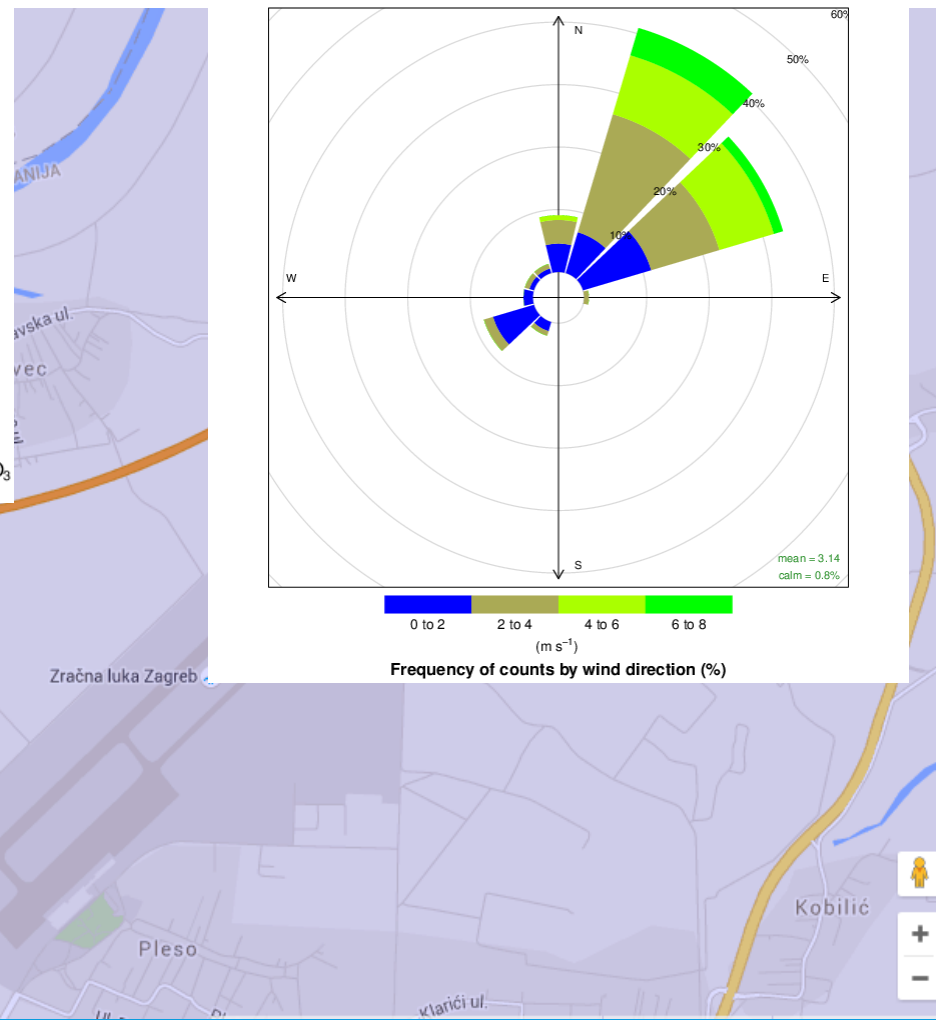 60%
N
50%
40%
30%
20%
10%
W
E
S
mean = 3.14
calm = 0.8%
0 to 2
2 to 4
4 to 6
6 to 8
(m s⁻¹)
Frequency of counts by wind direction (%)
ANIJA
avska ul.
vec
ul
O₃
Zračna luka Zagreb
Kobilić
Pleso
Klarići ul.
+
−